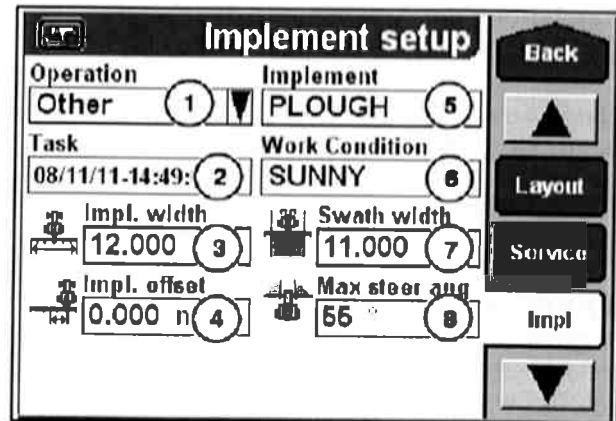 Implement setup
Back
Operation
Implement
Other 1
PLOUGH 5
Task
Work Condition
08/11/11-14:49: 2
SUNNY 6
Layout
Impl. width
Swath width
12.000 3
11.000 7
Service
Impl. offset
Max steer ang
0.000 4
55 ° 8
Impl